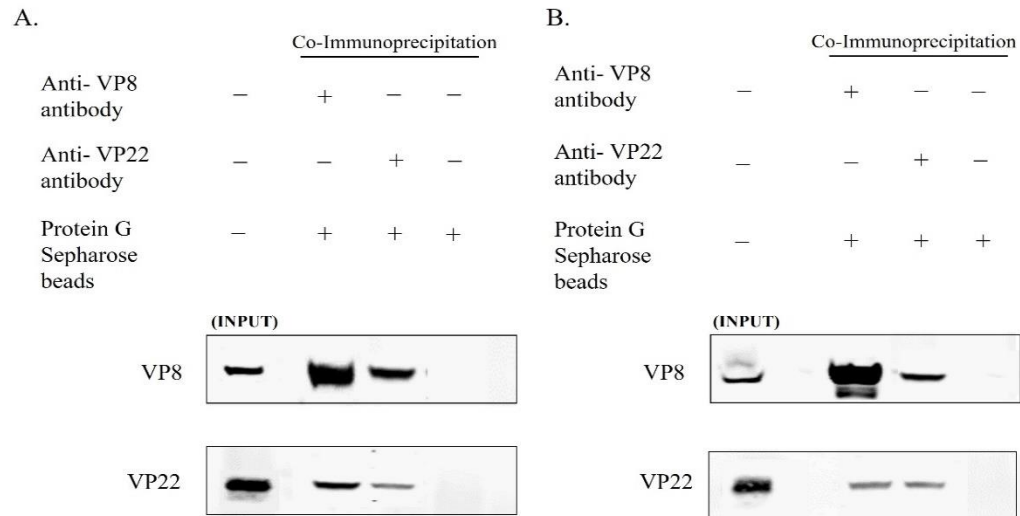 A.
Co-Immunoprecipitation
Anti- VP8
antibody
– + – –
Anti- VP22
antibody
– – + –
Protein G
Sepharose
beads
– + + +
(INPUT)
VP8
VP22
B.
Co-Immunoprecipitation
Anti- VP8
antibody
– + – –
Anti- VP22
antibody
– – + –
Protein G
Sepharose
beads
– + + +
(INPUT)
VP8
VP22